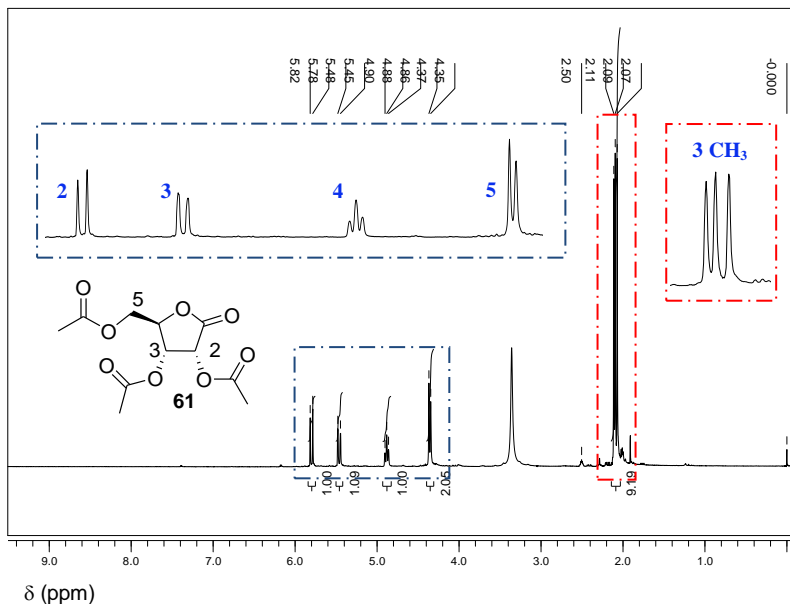 5.82 5.78 5.48 5.45 4.90 4.88 4.86 4.37 4.35 2.50 2.11 2.09 2.07 -0.000
3 CH₃
2 3 4 5
5
O O
O O
O
3 2
O O O
O
61
1.00 1.09 1.00 2.05 9.19
9.0 8.0 7.0 6.0 5.0 4.0 3.0 2.0 1.0
δ (ppm)